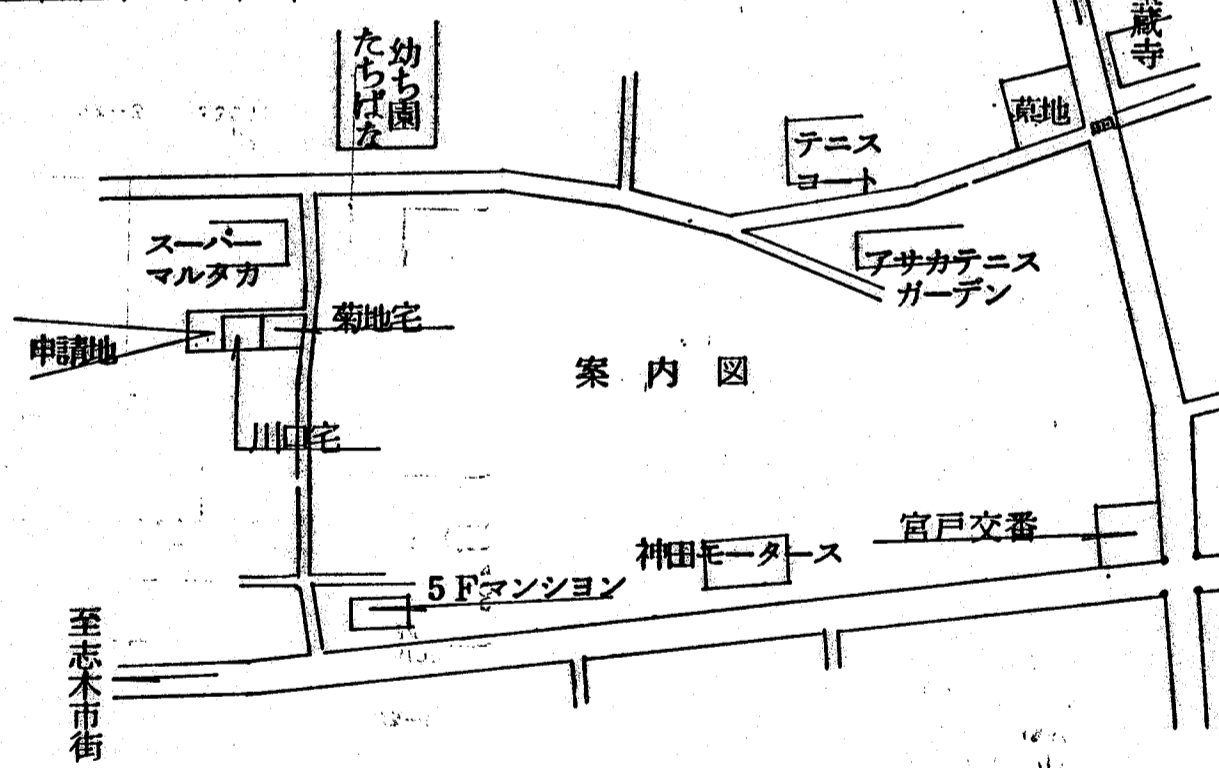 幼ち園
たちばな
蔵寺
墓地
テニス
コート
スーパー
マルタカ
アサカテニス
ガーデン
菊地宅
申請地
案内図
川口宅
宮戸交番
神田モータース
5Fマンション
至志木市街